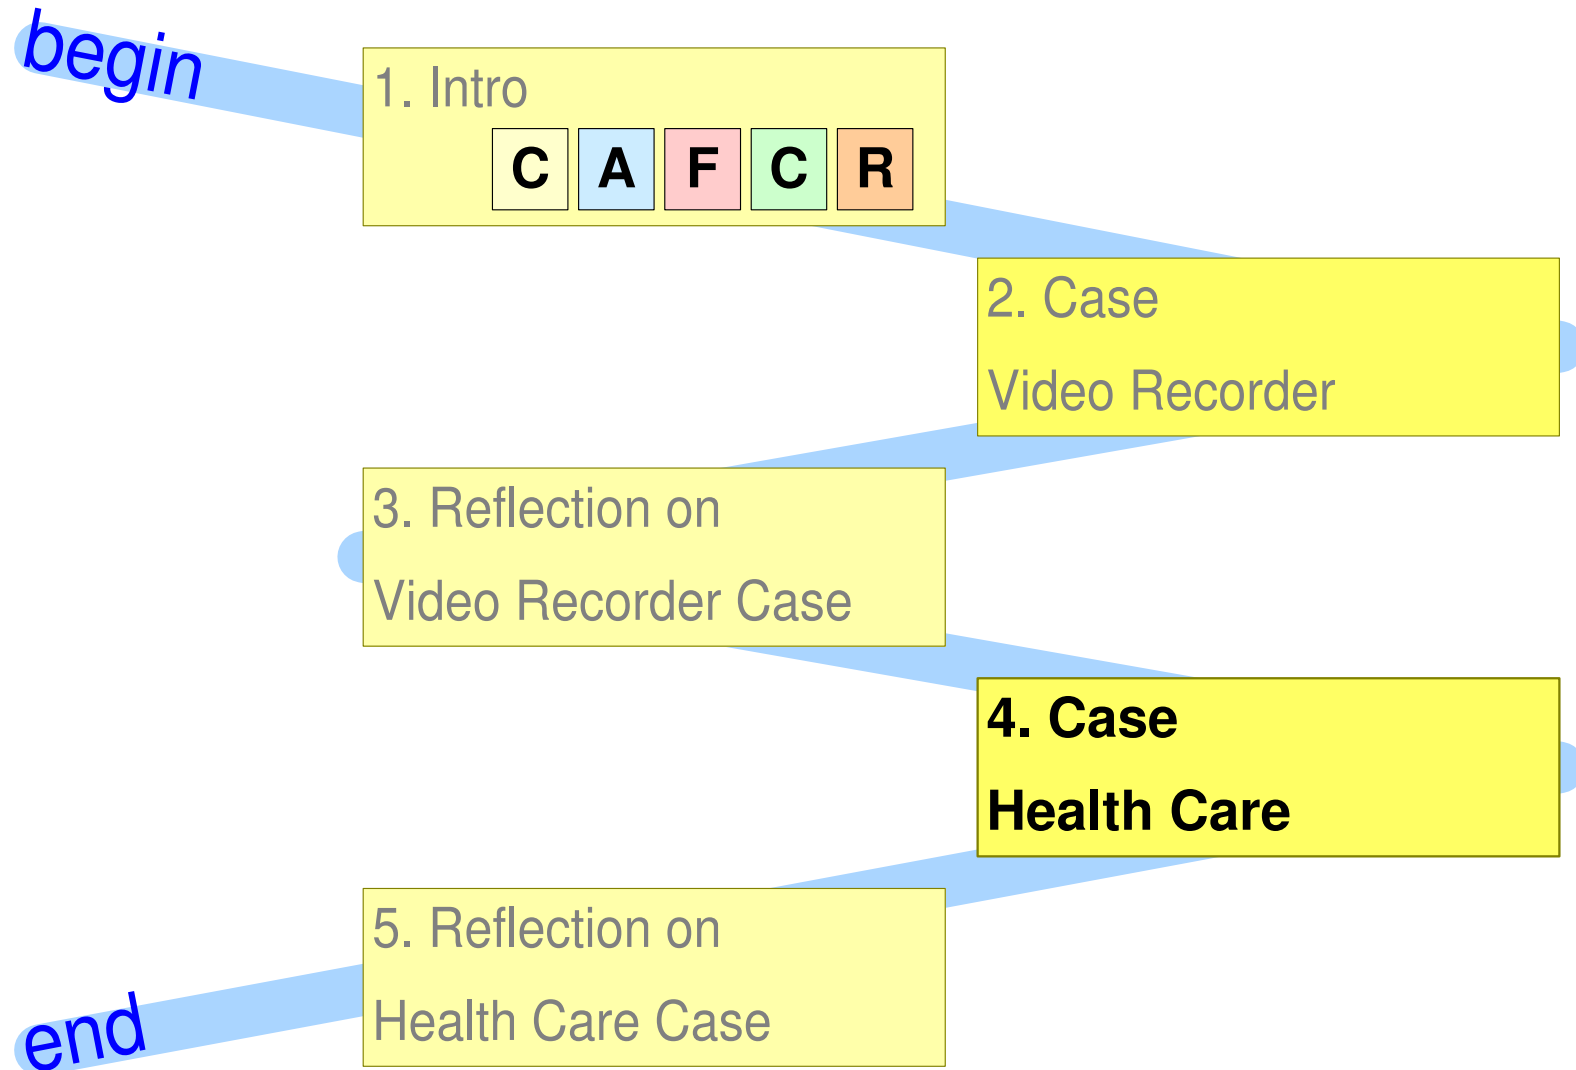 begin
1. Intro
C A F C R
2. Case
Video Recorder
3. Reflection on
Video Recorder Case
4. Case
Health Care
5. Reflection on
Health Care Case
end